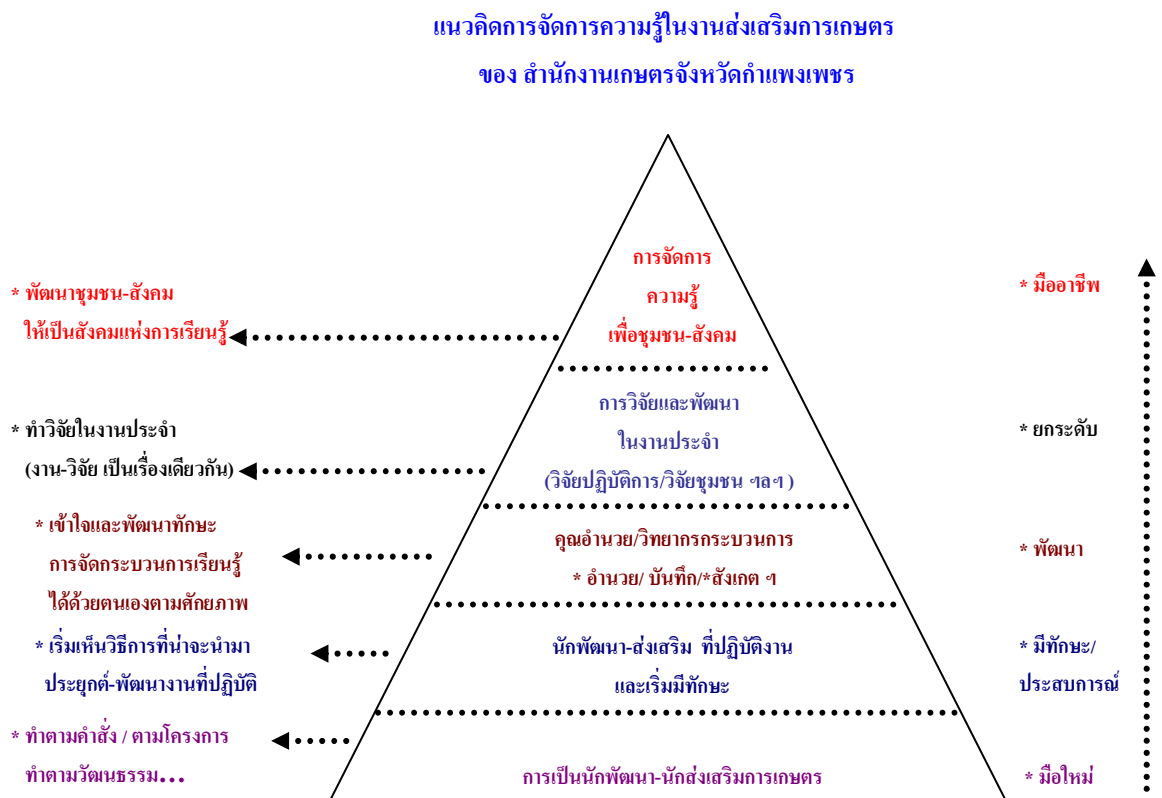 แนวคิดการจัดการความรู้ในงานส่งเสริมการเกษตร
ของ สำนักงานเกษตรจังหวัดกำแพงเพชร
การจัดการ
ความรู้
เพื่อชุมชน-สังคม
* พัฒนาชุมชน-สังคม
ให้เป็นสังคมแห่งการเรียนรู้
* มืออาชีพ
การวิจัยและพัฒนา
ในงานประจำ
(วิจัยปฏิบัติการ/วิจัยชุมชน ฯลฯ )
* ทำวิจัยในงานประจำ
(งาน-วิจัย เป็นเรื่องเดียวกัน)
* ยกระดับ
คุณอำนวย/วิทยากรกระบวนการ
* อำนวย/ บันทึก/*สังเกต ฯ
* เข้าใจและพัฒนาทักษะ
การจัดกระบวนการเรียนรู้
ได้ด้วยตนเองตามศักยภาพ
* พัฒนา
นักพัฒนา-ส่งเสริม ที่ปฏิบัติงาน
และเริ่มมีทักษะ
* เริ่มเห็นวิธีการที่น่าจะนำมา
ประยุกต์-พัฒนางานที่ปฏิบัติ
* มีทักษะ/
ประสบการณ์
* ทำตามคำสั่ง / ตามโครงการ
ทำตามวัฒนธรรม...
การเป็นนักพัฒนา-นักส่งเสริมการเกษตร
* มือใหม่